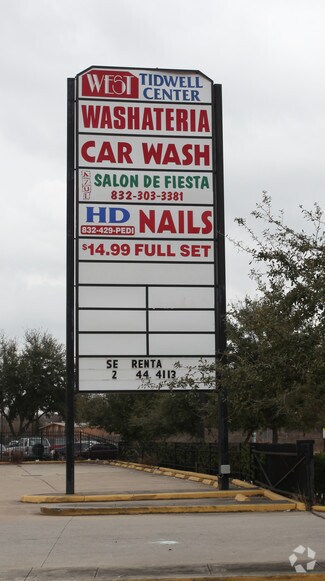 WEST TIDWELL
CENTER
WASHATERIA
CAR WASH
SALON DE FIESTA
832-303-3381
HD NAILS
832-429-PEDI
$14.99 FULL SET
SE RENTA
2 44 4113